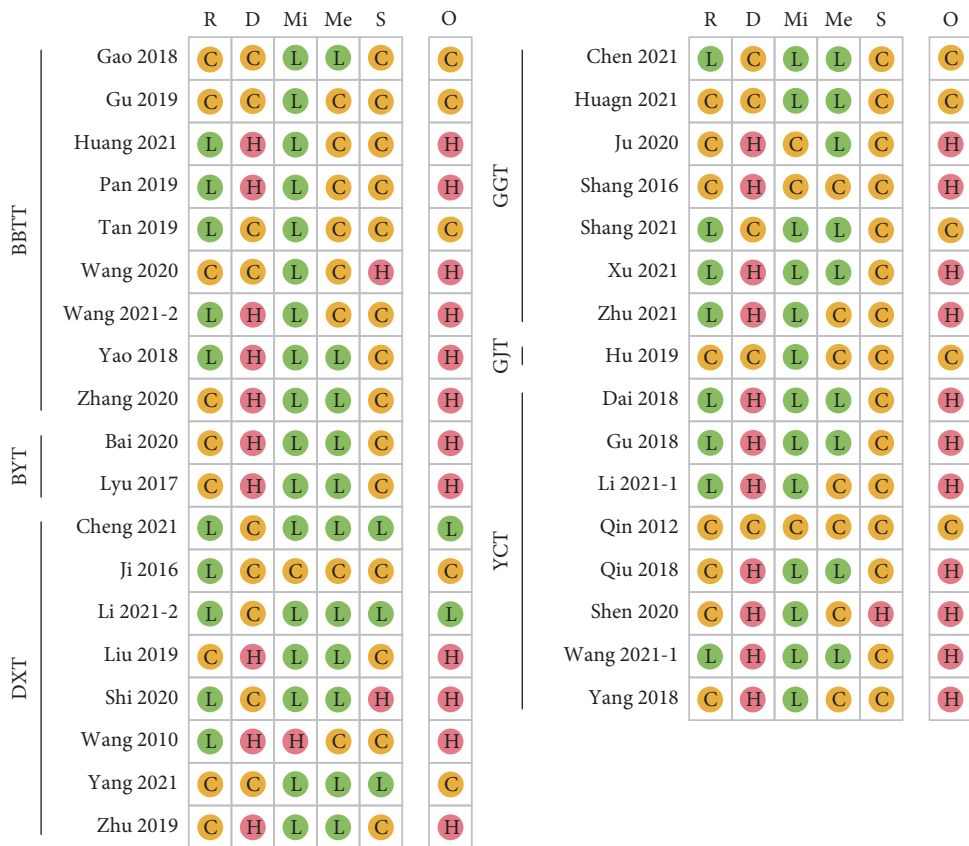 R D Mi Me S O
BBTT
Gao 2018 C C L L C C
Gu 2019 C C L C C C
Huang 2021 L H L C C H
Pan 2019 L H L C C H
Tan 2019 L C L C C C
Wang 2020 C C L C H H
Wang 2021-2 L H L C C H
Yao 2018 L H L L C H
Zhang 2020 C H L L C H
BYT
Bai 2020 C H L L C H
Lyu 2017 C H L L C H
DXT
Cheng 2021 L C L L L L
Ji 2016 L C C C C C
Li 2021-2 L C L L L L
Liu 2019 C H L L C H
Shi 2020 L C L L H H
Wang 2010 L H H C C H
Yang 2021 C C L L L C
Zhu 2019 C H L L C H
R D Mi Me S O
GGT
Chen 2021 L C L L C C
Huagn 2021 C C L L C C
Ju 2020 C H C L C H
Shang 2016 C H C C C H
Shang 2021 L C L L C C
Xu 2021 L H L L C H
Zhu 2021 L H L C C H
GJT
Hu 2019 C C L C C C
YCT
Dai 2018 L H L L C H
Gu 2018 L H L L C H
Li 2021-1 L H L C C H
Qin 2012 C C C C C C
Qiu 2018 C H L L C H
Shen 2020 C H L C H H
Wang 2021-1 L H L L C H
Yang 2018 C H L C C H